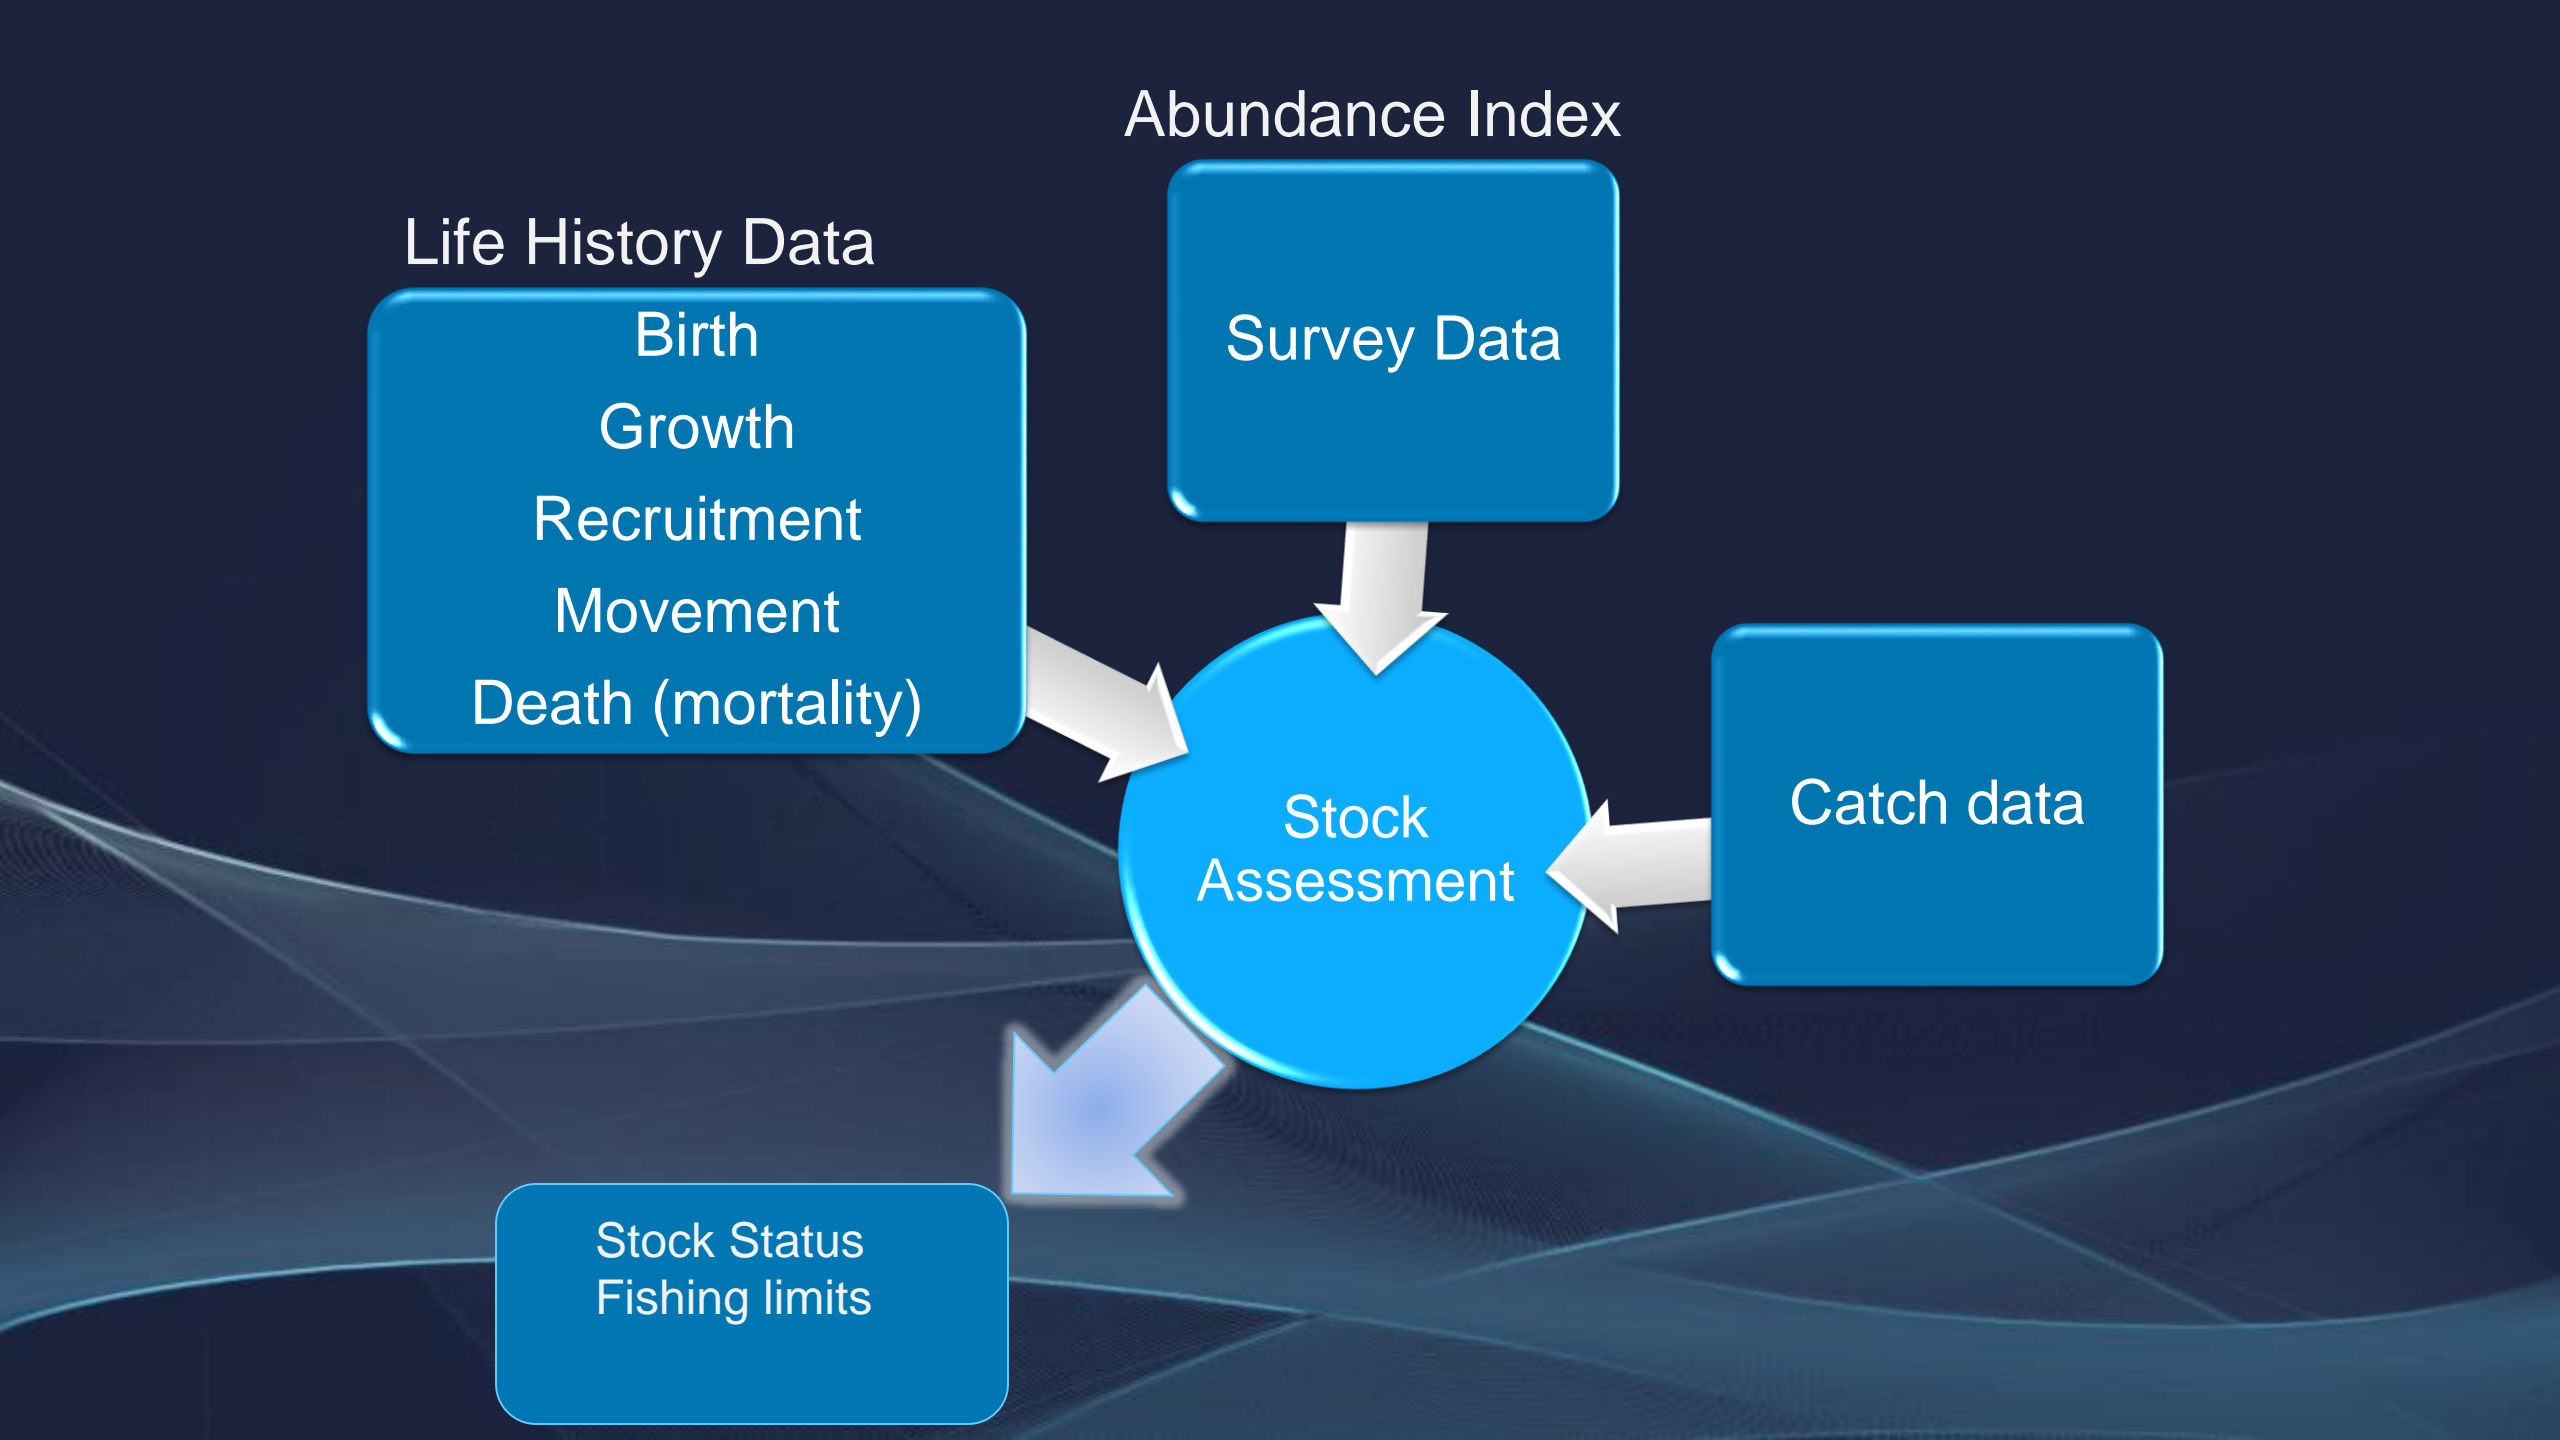 Abundance Index
Survey Data
Life History Data
Birth
Growth
Recruitment
Movement
Death (mortality)
Stock
Assessment
Catch data
Stock Status
Fishing limits